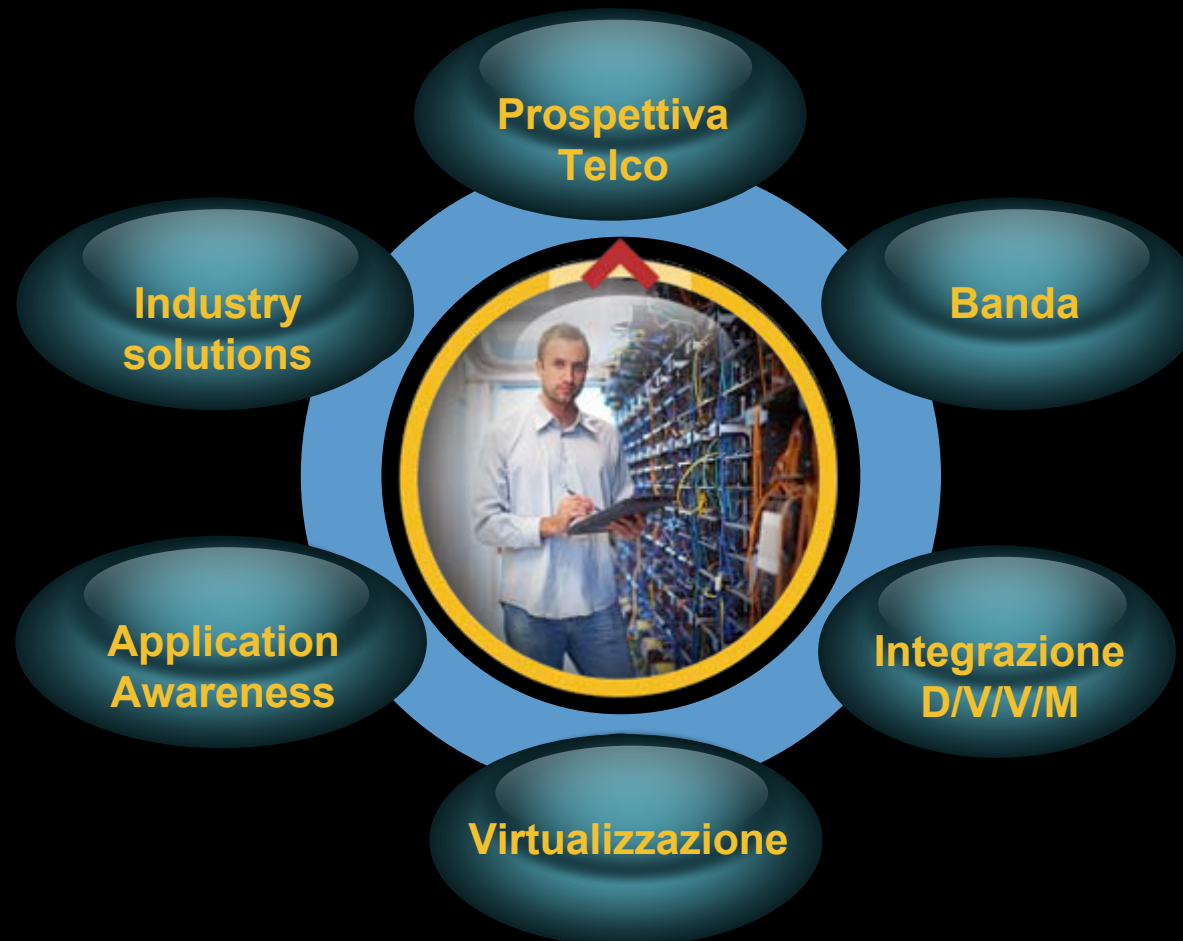 Prospettiva
Telco
Industry
solutions
Banda
Application
Awareness
Integrazione
D/V/V/M
Virtualizzazione